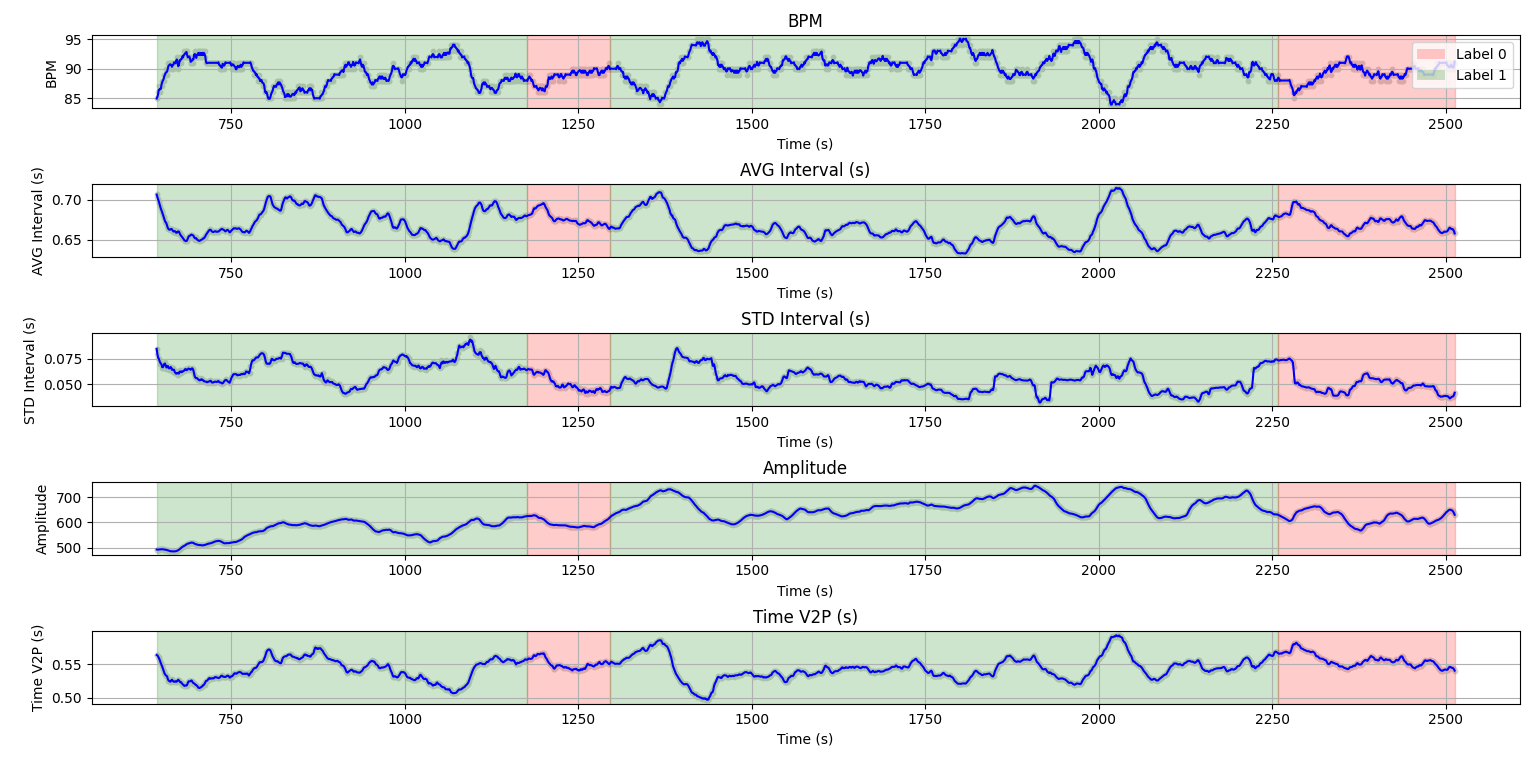 BPM
95
90
85
BPM
Label 0
Label 1
750 1000 1250 1500 1750 2000 2250 2500
Time (s)
AVG Interval (s)
0.70
0.65
AVG Interval (s)
750 1000 1250 1500 1750 2000 2250 2500
Time (s)
STD Interval (s)
0.075
0.050
STD Interval (s)
750 1000 1250 1500 1750 2000 2250 2500
Time (s)
Amplitude
700
600
500
Amplitude
750 1000 1250 1500 1750 2000 2250 2500
Time (s)
Time V2P (s)
0.55
0.50
Time V2P (s)
750 1000 1250 1500 1750 2000 2250 2500
Time (s)